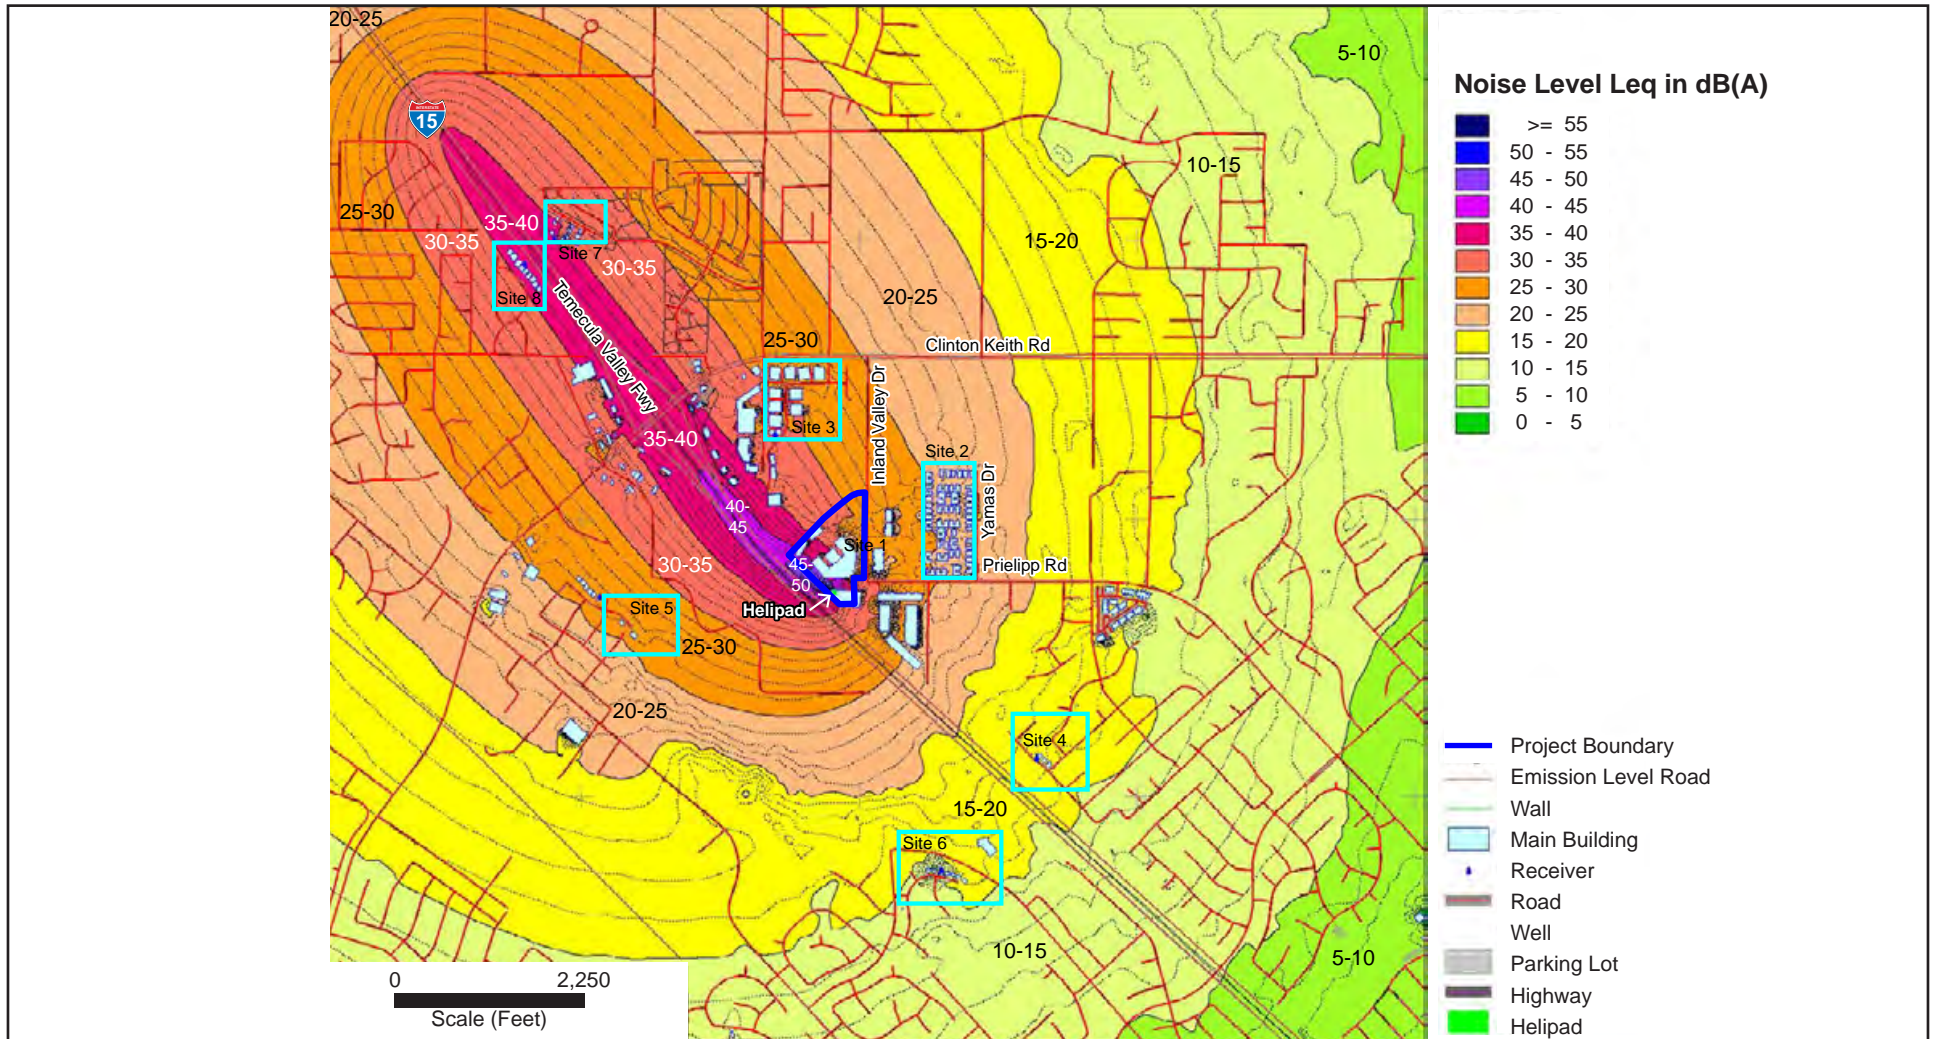 20-25
5-10
INTERSTATE
15
10-15
25-30
35-40
30-35
Site 7
30-35
15-20
Site 8
Temecula Valley Fwy
20-25
25-30
Clinton Keith Rd
Inland Valley Dr
Site 3
35-40
Site 2
Yamas Dr
40-
45
Site 1
30-35
45-
50
Prielipp Rd
Helipad
Site 5
25-30
20-25
Site 4
15-20
Site 6
10-15
5-10
0 2,250
Scale (Feet)
Noise Level Leq in dB(A)
>= 55
50 - 55
45 - 50
40 - 45
35 - 40
30 - 35
25 - 30
20 - 25
15 - 20
10 - 15
5 - 10
0 - 5
Project Boundary
Emission Level Road
Wall
Main Building
Receiver
Road
Well
Parking Lot
Highway
Helipad